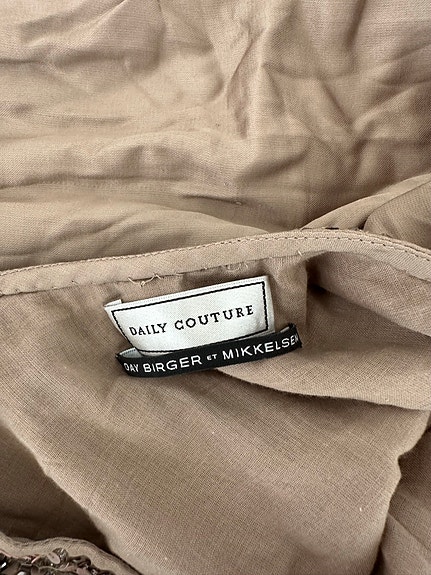 DAILY COUTURE
DAY BIRGER ET MIKKELSEN